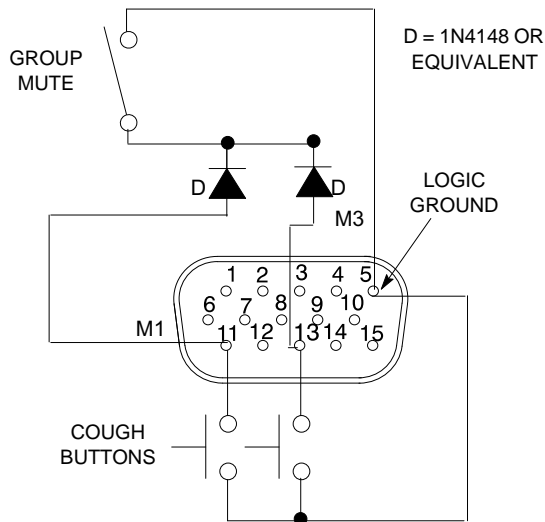 GROUP
MUTE
D = 1N4148 OR
EQUIVALENT
D
D
LOGIC
GROUND
M3
1 2 3 4 5
6 7 8 9 10
M1
11 12 13 14 15
COUGH
BUTTONS